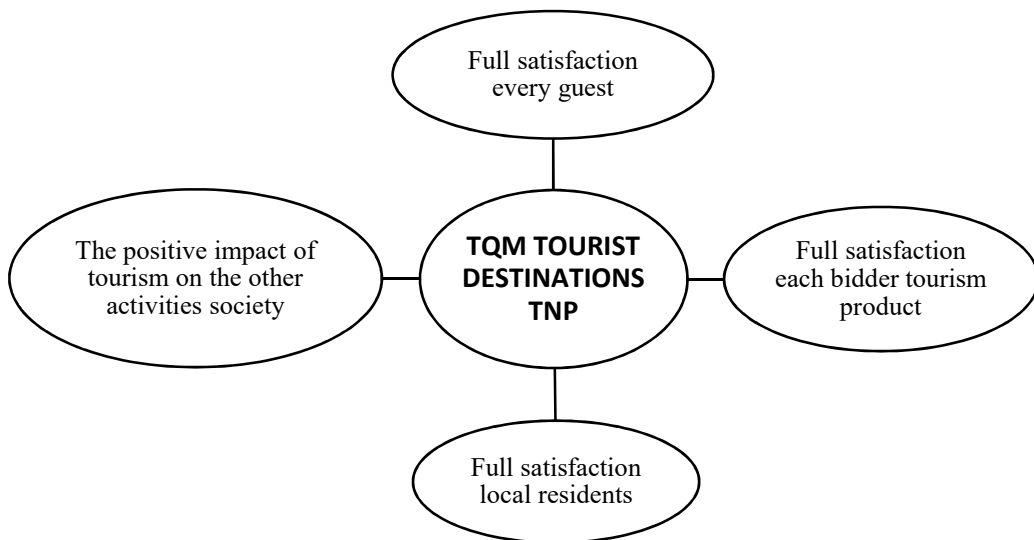 Full satisfaction
every guest
The positive impact of
tourism on the other
activities society
TQM TOURIST
DESTINATIONS
TNP
Full satisfaction
each bidder tourism
product
Full satisfaction
local residents